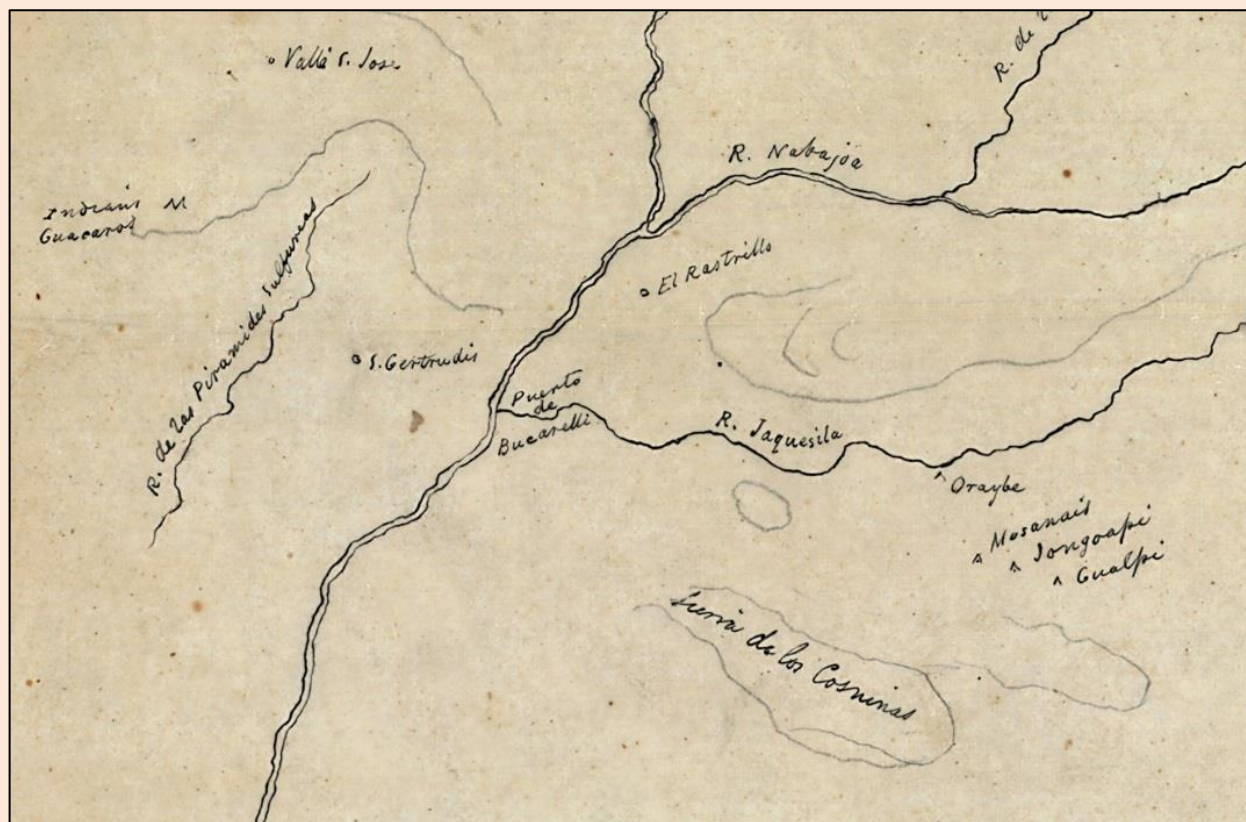 Valle S. Jose
R. de
R. Nabajoa
Indians
Guacaros
R. de las Piramides Sulfureas
El Rastrillo
S. Gertrudis
Puerto
de
Bucarelli
R. Jaquesila
Oraybe
Mosanais
Jongoapi
Gualpi
Sierra de los Cosninas